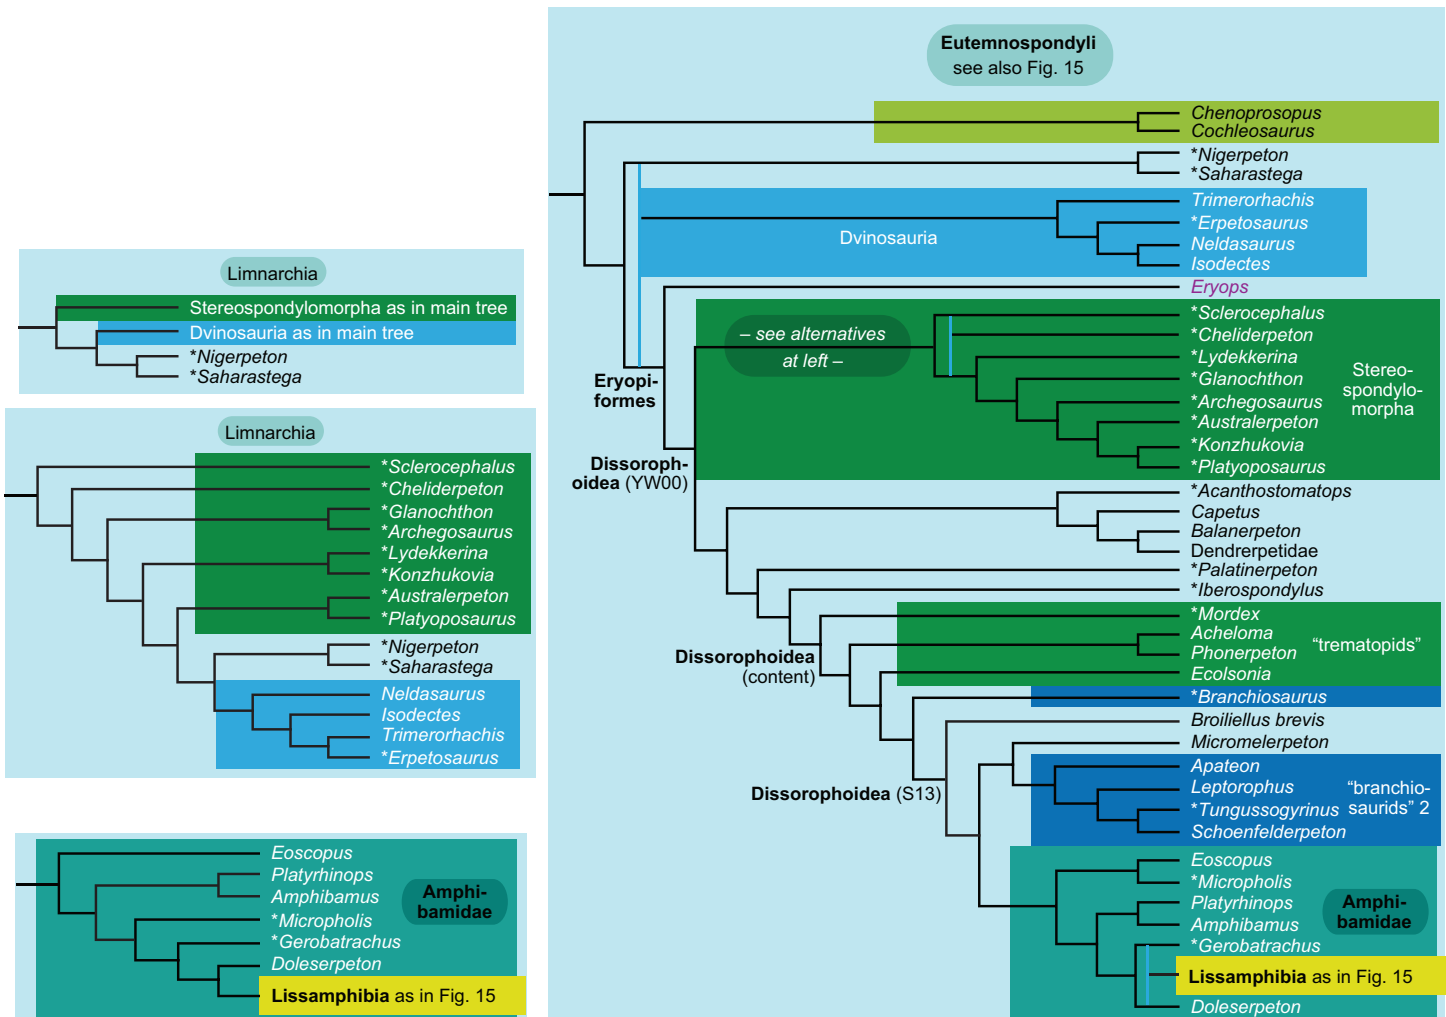 Limnarchia
Stereospondylomorpha as in main tree
Dvinosauria as in main tree
*Nigerpeton
*Saharastega
Limnarchia
*Sclerocephalus
*Cheliderpeton
*Glanochthon
*Archegosaurus
*Lydekkerina
*Konzhukovia
*Australerpeton
*Platyoposaurus
*Nigerpeton
*Saharastega
Neldasaurus
Isodectes
Trimerorhachis
*Erpetosaurus
Eoscopus
Platyrhinops
Amphibamus
*Micropholis
*Gerobatrachus
Doleserpeton
Lissamphibia as in Fig. 15
Amphi-
bamidae
Eutemnospondyli
see also Fig. 15
Chenoprosopus
Cochleosaurus
*Nigerpeton
*Saharastega
Trimerorhachis
*Erpetosaurus
Neldasaurus
Isodectes
Dvinosauria
Eryops
Eryopi-
formes
– see alternatives
at left –
*Sclerocephalus
*Cheliderpeton
*Lydekkerina
*Glanochthon
*Archegosaurus
*Australerpeton
*Konzhukovia
*Platyoposaurus
Stereo-
spondylo-
morpha
Dissoroph-
oidea (YW00)
*Acanthostomatops
Capetus
Balanerpeton
Dendrerpetidae
*Palatinerpeton
*Iberospondylus
*Mordex
Acheloma
Phonerpeton
Ecolsonia
“trematopids”
Dissorophoidea
(content)
*Branchiosaurus
Broiliellus brevis
Micromelerpeton
Dissorophoidea (S13)
Apateon
Leptorophus
*Tungussogyrinus
Schoenfelderpeton
“branchio-
saurids” 2
Eoscopus
*Micropholis
Platyrhinops
Amphibamus
*Gerobatrachus
Lissamphibia as in Fig. 15
Doleserpeton
Amphi-
bamidae